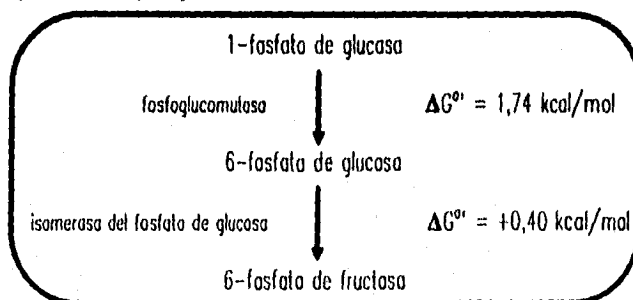 1-fosfato de glucosa
fosfoglucomutosa ΔG°' = 1,74 kcal/mol
6-fosfato de glucosa
isomerasa del fosfato de glucosa ΔG°' = +0,40 kcal/mol
6-fosfato de fructosa